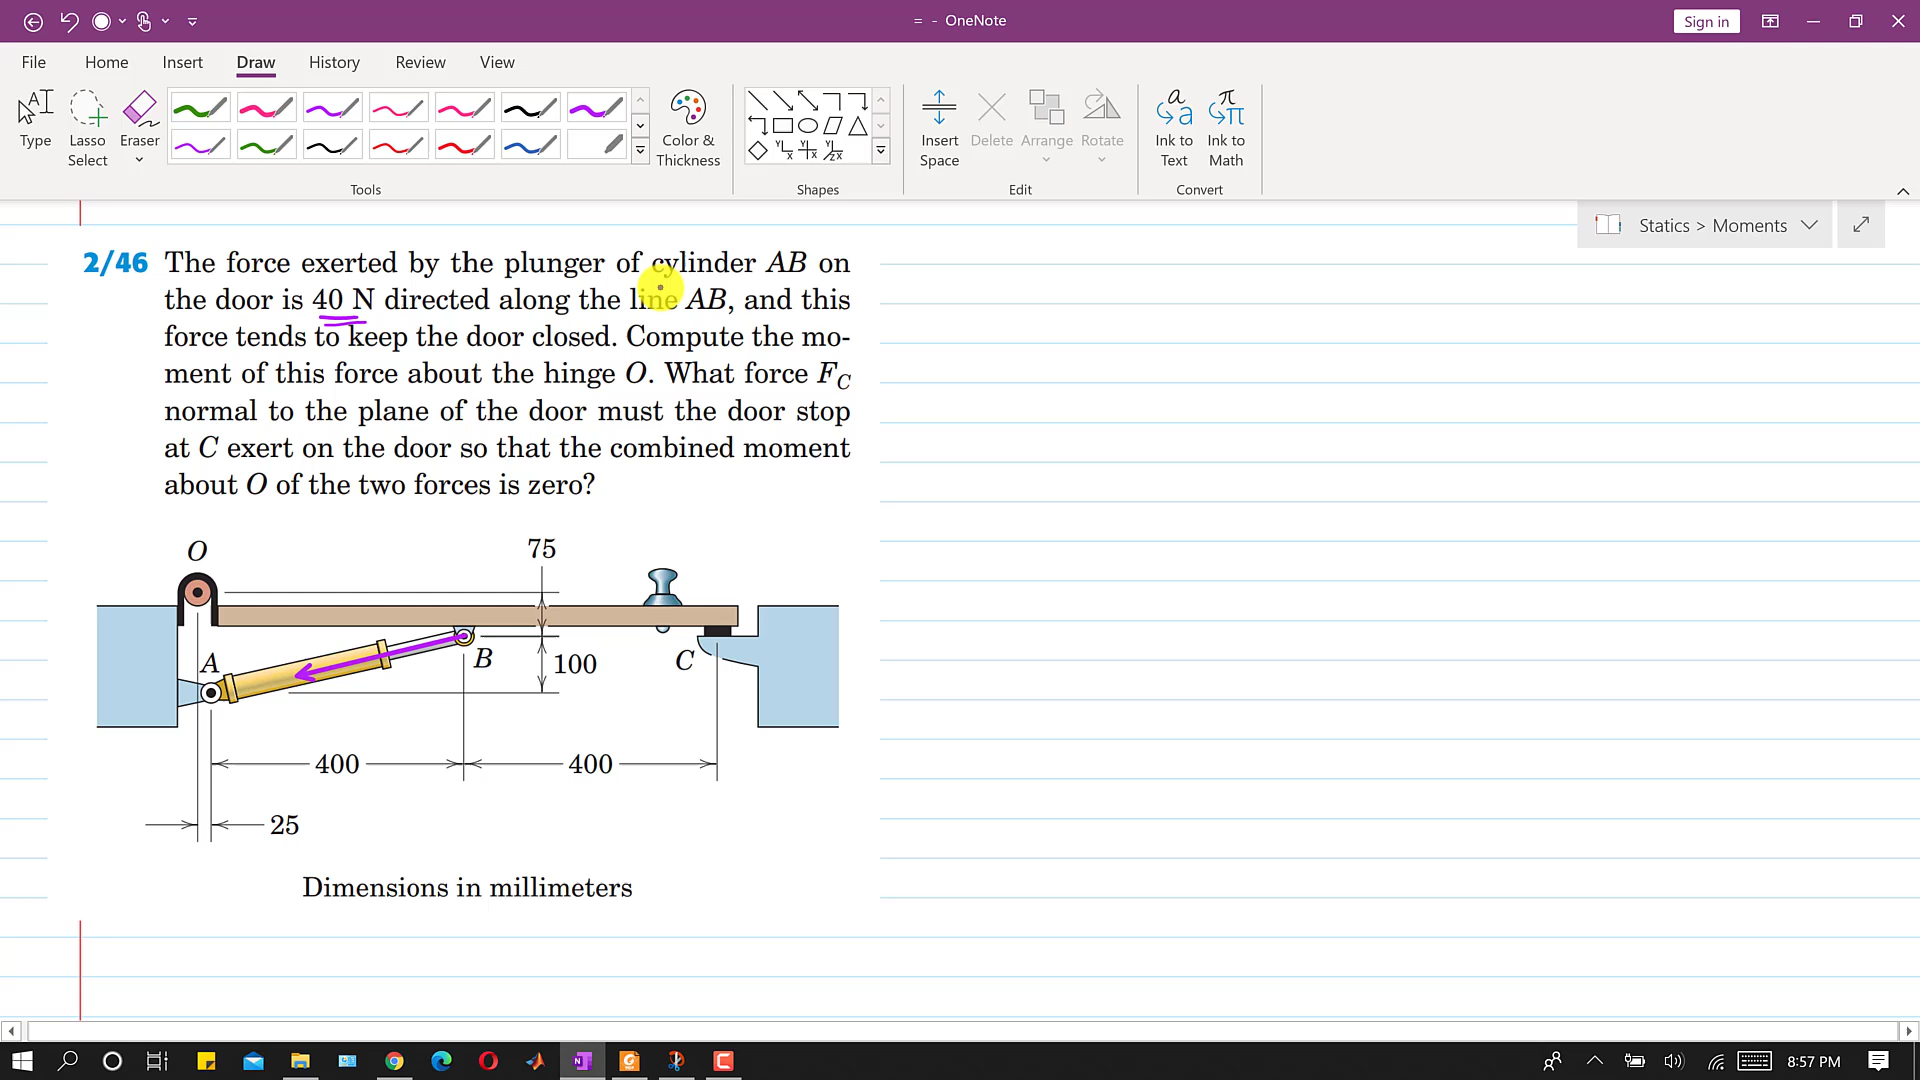 = - OneNote
Sign in
File Home Insert Draw History Review View
Type
Lasso Select
Eraser
Color & Thickness
Insert Space
Delete
Arrange
Rotate
Ink to Text
Ink to Math
Tools
Shapes
Edit
Convert
Statics > Moments
2/46 The force exerted by the plunger of cylinder AB on
the door is 40 N directed along the line AB, and this
force tends to keep the door closed. Compute the mo-
ment of this force about the hinge O. What force FC
normal to the plane of the door must the door stop
at C exert on the door so that the combined moment
about O of the two forces is zero?
O
75
A
B
100
C
400
400
25
Dimensions in millimeters
8:57 PM